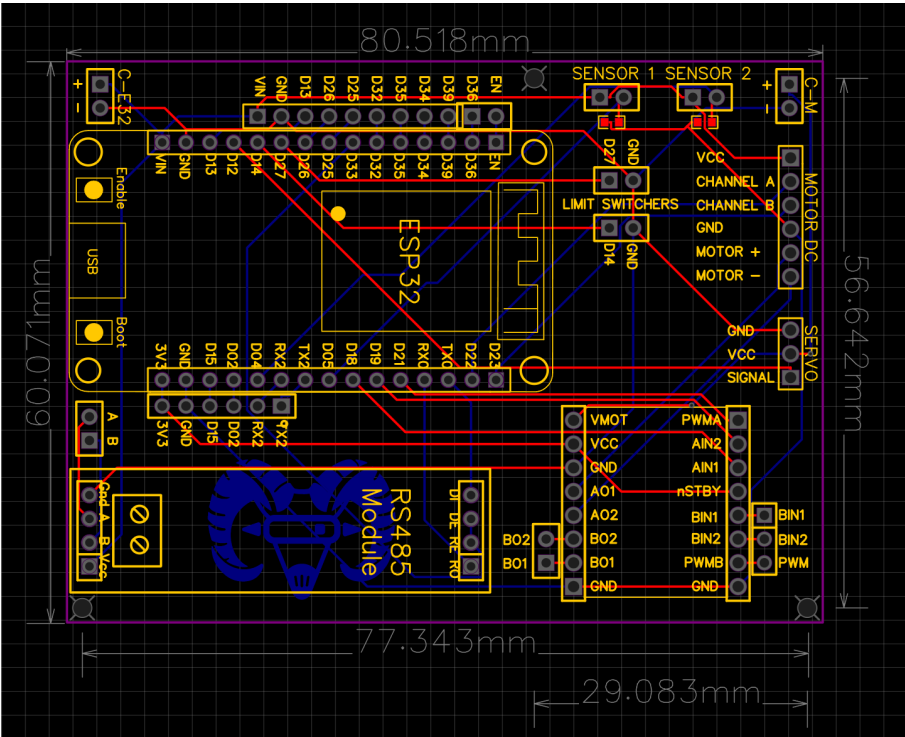 80.518mm
SENSOR 1 SENSOR 2
C-E32
+
-
VIN GND D13 D26 D25 D32 D35 D34 D39 D36 EN
+
-
C-M
VIN GND D13 D12 D14 D27 D26 D25 D32 D35 D34 D39 D36 EN
D27 GND
LIMIT SWITCHERS
D14 GND
VCC
CHANNEL A
CHANNEL B
GND
MOTOR +
MOTOR -
MOTOR DC
Enable
USB
Boot
ESP32
60.071mm
56.642mm
GND
VCC
SIGNAL
SERVO
3V3 GND D15 D02 D04 RX2 TX2 D05 D18 D19 D21 RX0 TX0 D22 D23
3V3 GND D15 D02 RX2 TX2
A
B
Gnd A B Vcc
RS485
Module
DI DE RE RO
VMOT PWMA
VCC AIN2
GND AIN1
AO1 nSTBY
AO2 BIN1 BIN1
BO2 BO2 BIN2 BIN2
BO1 BO1 PWMB PWM
GND GND
77.343mm
29.083mm